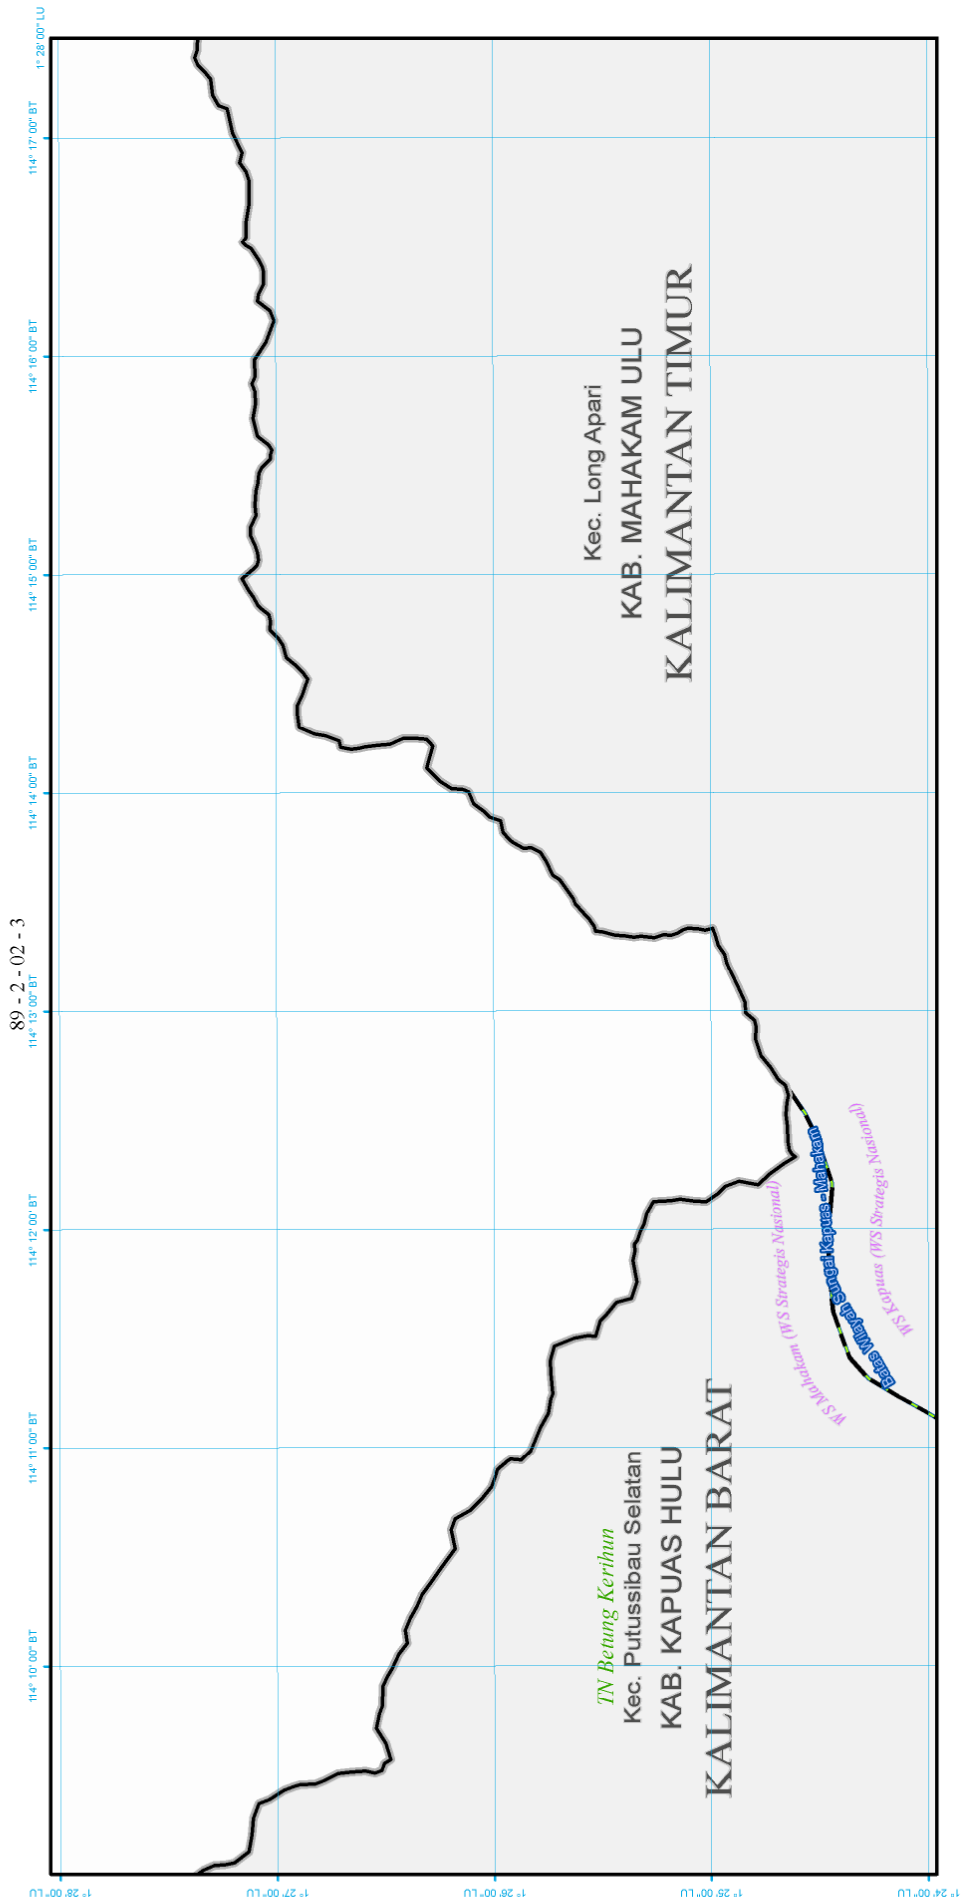 89 - 2 - 02 - 3
114° 10' 00" BT
114° 11' 00" BT
114° 12' 00" BT
114° 13' 00" BT
114° 14' 00" BT
114° 15' 00" BT
114° 16' 00" BT
114° 17' 00" BT
1° 28' 00" LU
1° 28' 00" LU
1° 27' 00" LU
1° 26' 00" LU
1° 25' 00" LU
1° 24' 00" LU
TN Betung Kerihun
Kec. Putussibau Selatan
KAB. KAPUAS HULU
KALIMANTAN BARAT
Kec. Long Apari
KAB. MAHAKAM ULU
KALIMANTAN TIMUR
WS Mahakam (WS Strategis Nasional)
Batas Wilayah Sungai Kapuas - Mahakam
WS Kapuas (WS Strategis Nasional)